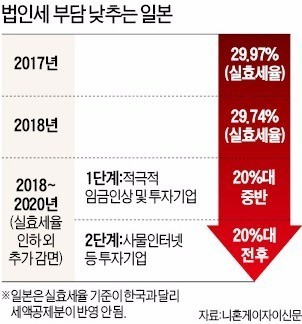 법인세 부담 낮추는 일본
2017년
29.97%
(실효세율)
2018년
29.74%
(실효세율)
2018~
2020년
(실효세율
인하 외
추가 감면)
1단계:적극적
임금인상 및 투자기업
20%대
중반
2단계:사물인터넷
등 투자기업
20%대
전후
※일본은 실효세율 기준이 한국과 달리
세액공제분이 반영 안됨.
자료:니혼게이자이신문